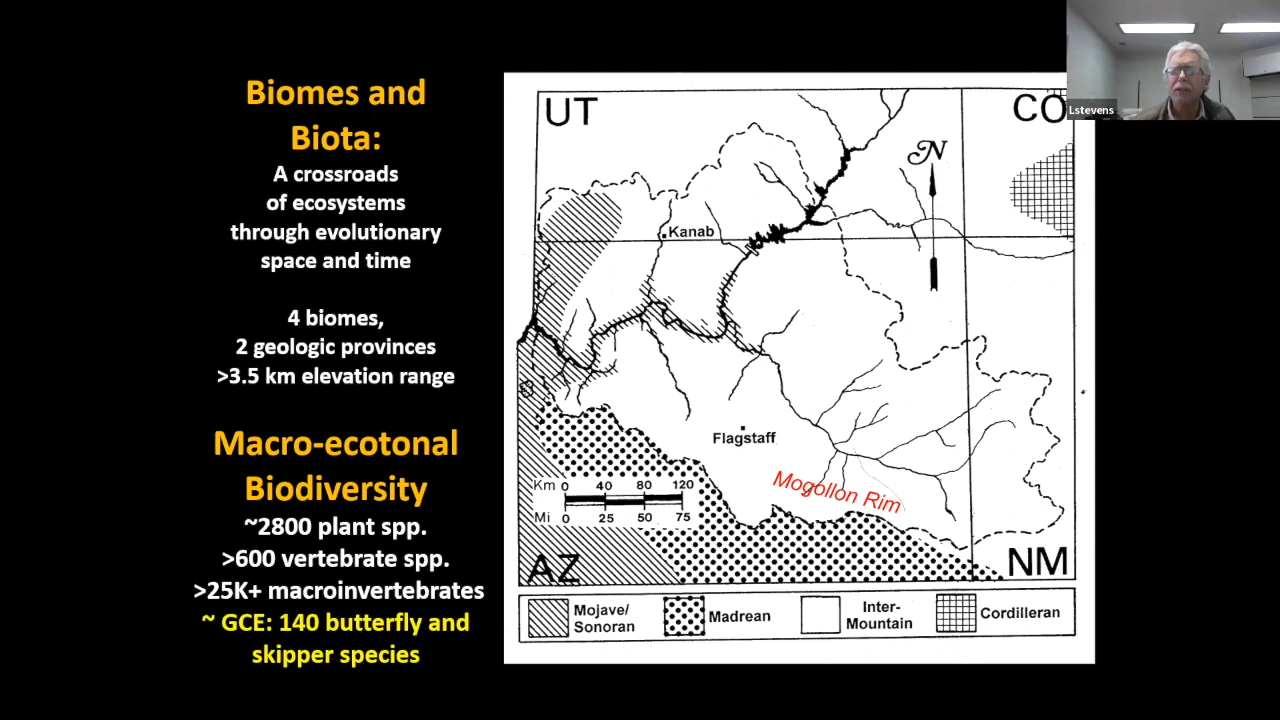 Biomes and
Biota:
A crossroads
of ecosystems
through evolutionary
space and time
4 biomes,
2 geologic provinces
>3.5 km elevation range
Macro-ecotonal
Biodiversity
~2800 plant spp.
>600 vertebrate spp.
>25K+ macroinvertebrates
~ GCE: 140 butterfly and
skipper species
UT
CO
N
Kanab
Flagstaff
Mogollon Rim
Km 0 40 80 120
Mi 0 25 50 75
AZ
NM
Mojave/
Sonoran
Madrean
Inter-
Mountain
Cordilleran
Lstevens